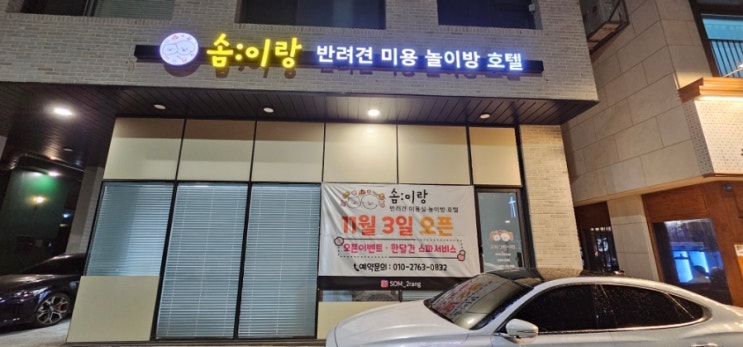 솜:이랑 반려견 미용 놀이방 호텔
솜:이랑
반려견 미용실·놀이방 호텔
11월 3일 오픈
오픈이벤트 - 한달간 스파서비스
예약문의 : 010-2763-0832
SOM_2rang